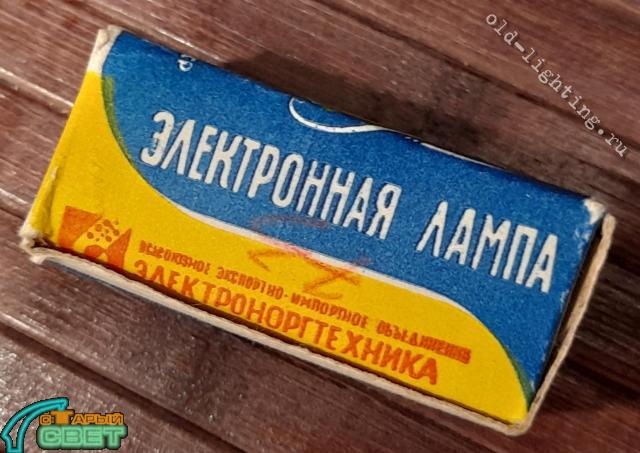 old-lighting.ru
ЭЛЕКТРОННАЯ ЛАМПА
ВСЕСОЮЗНОЕ ЭКСПОРТНО-ИМПОРТНОЕ ОБЪЕДИНЕНИЕ
ЭЛЕКТРОНОРГТЕХНИКА
СТАРЫЙ
СВЕТ